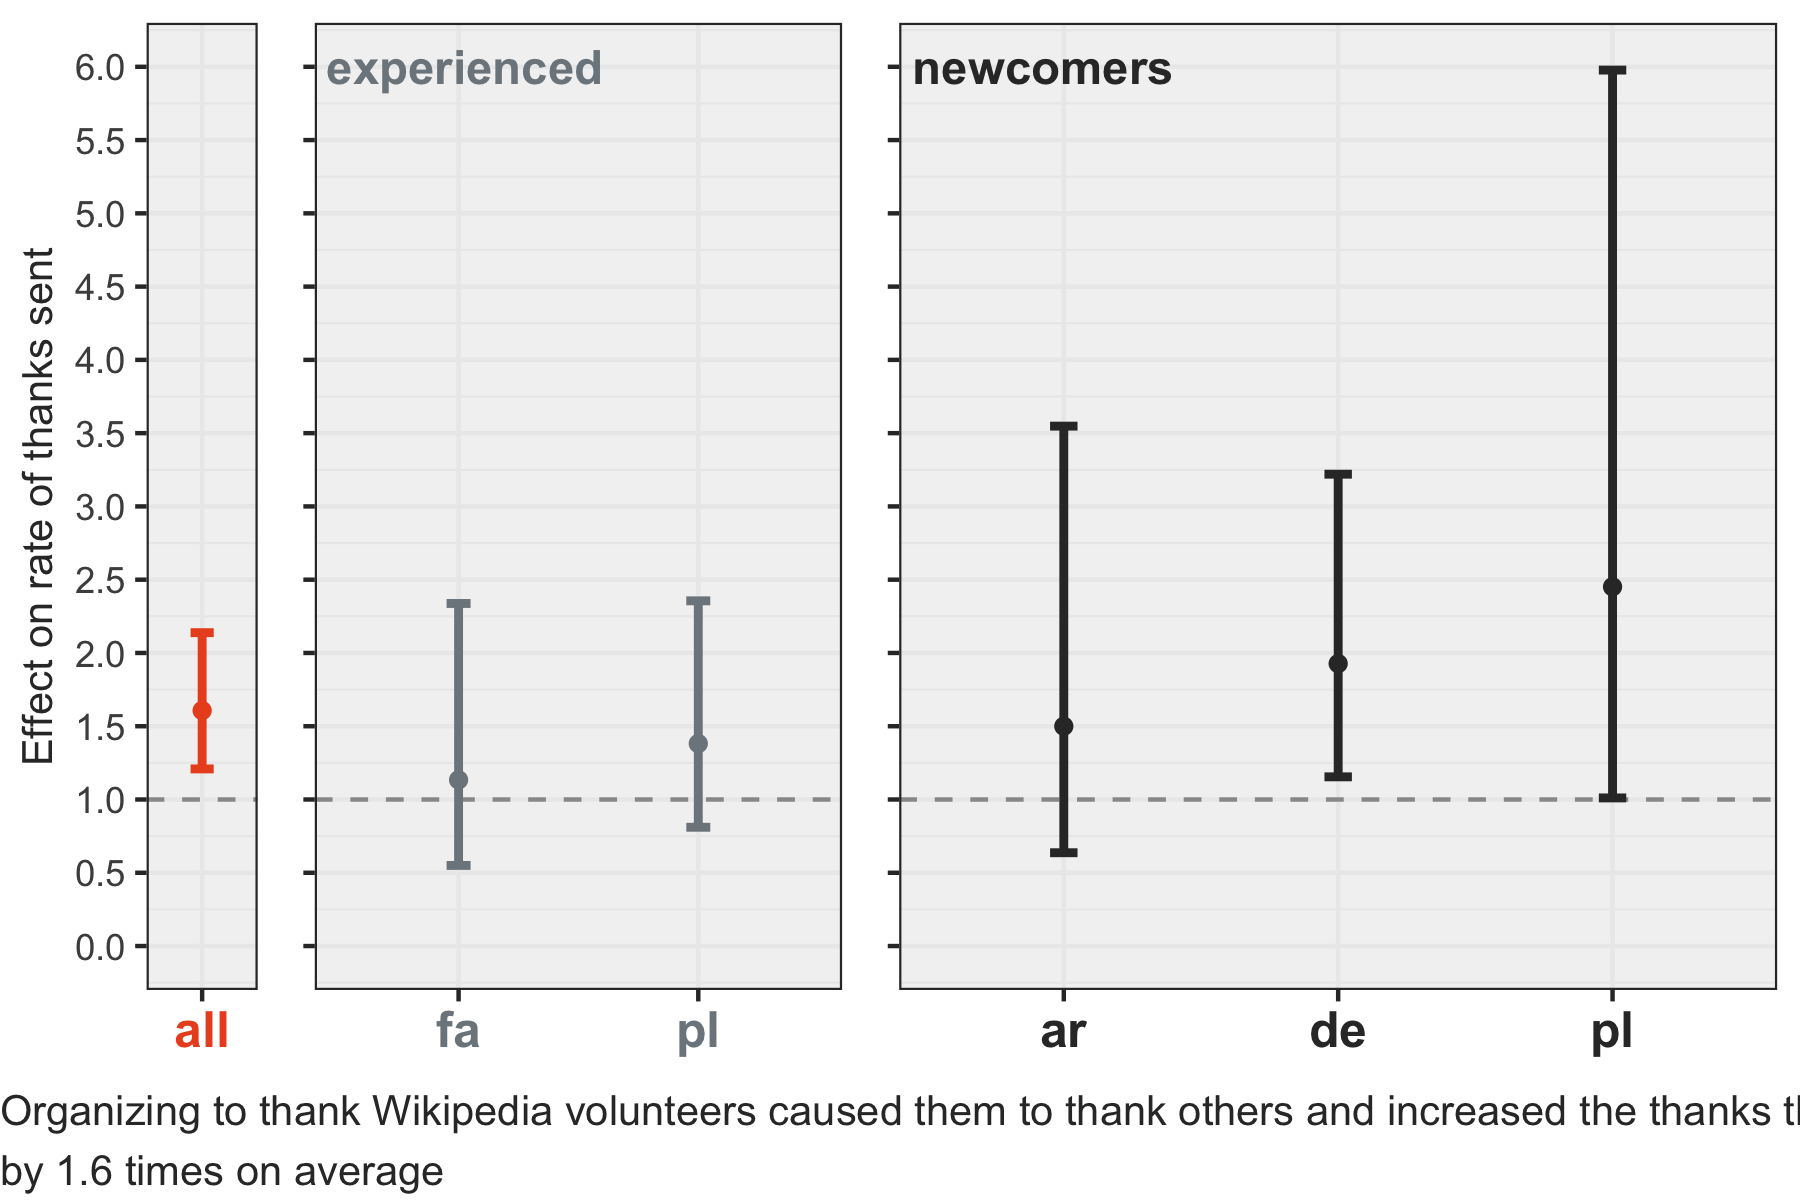 Effect on rate of thanks sent
6.0
5.5
5.0
4.5
4.0
3.5
3.0
2.5
2.0
1.5
1.0
0.5
0.0
experienced
newcomers
all
fa
pl
ar
de
pl
Organizing to thank Wikipedia volunteers caused them to thank others and increased the thanks
by 1.6 times on average